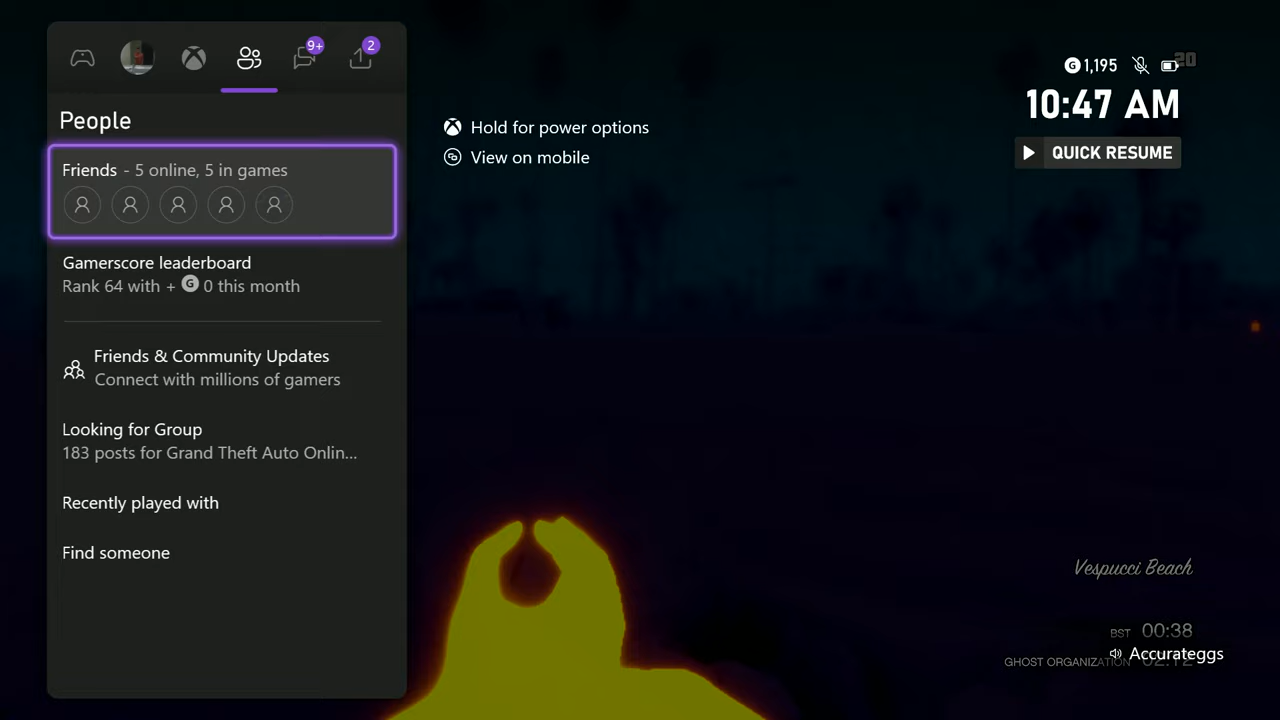 9+
2
People
Friends - 5 online, 5 in games
Gamerscore leaderboard
Rank 64 with + G 0 this month
Friends & Community Updates
Connect with millions of gamers
Looking for Group
183 posts for Grand Theft Auto Onlin...
Recently played with
Find someone
Hold for power options
View on mobile
G 1,195
20
10:47 AM
QUICK RESUME
Vespucci Beach
BST 00:38
GHOST ORGANIZATION
Accurateggs